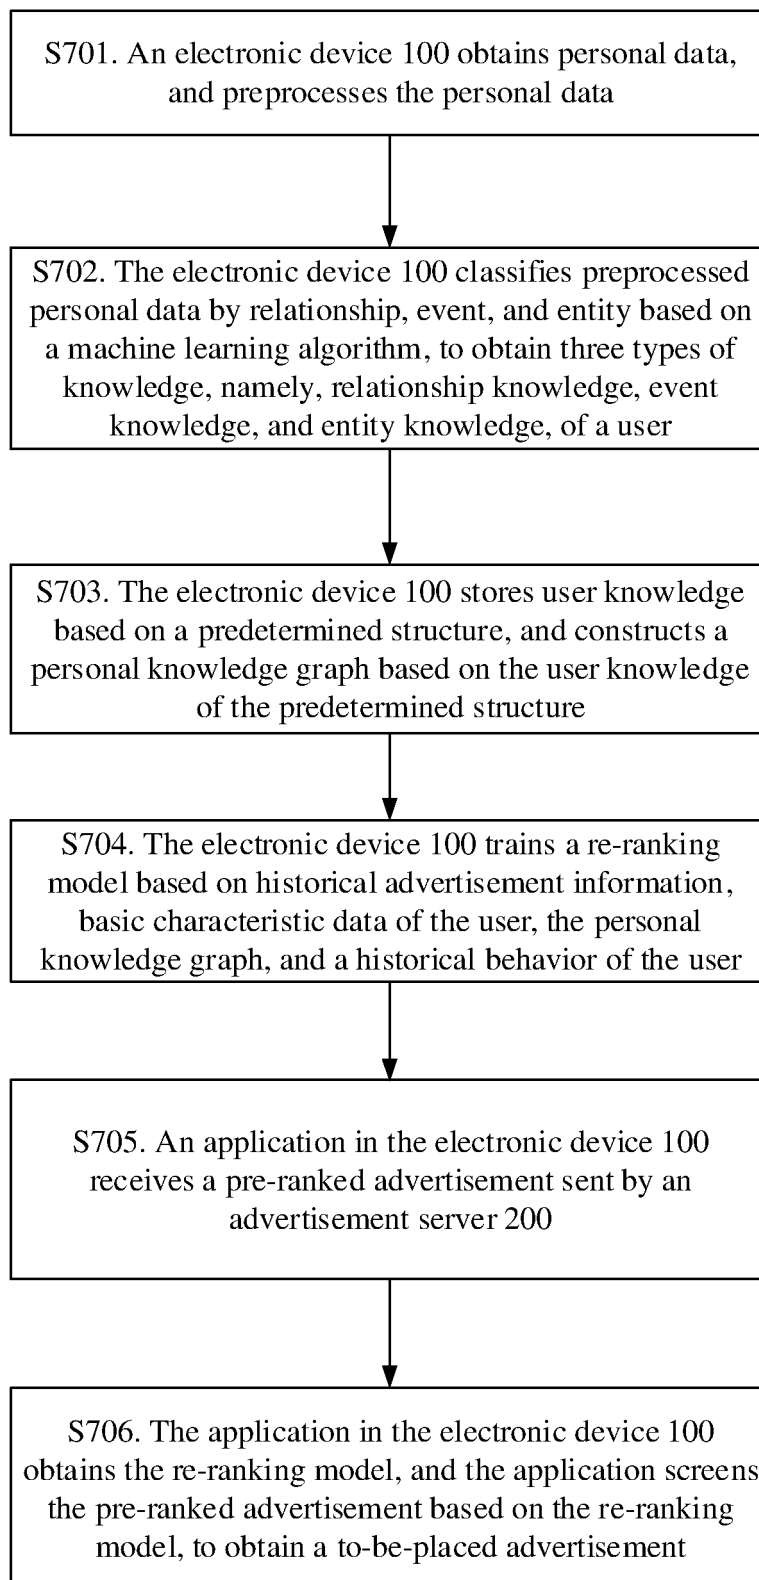 S701. An electronic device 100 obtains personal data,
and preprocesses the personal data
S702. The electronic device 100 classifies preprocessed
personal data by relationship, event, and entity based on
a machine learning algorithm, to obtain three types of
knowledge, namely, relationship knowledge, event
knowledge, and entity knowledge, of a user
S703. The electronic device 100 stores user knowledge
based on a predetermined structure, and constructs a
personal knowledge graph based on the user knowledge
of the predetermined structure
S704. The electronic device 100 trains a re-ranking
model based on historical advertisement information,
basic characteristic data of the user, the personal
knowledge graph, and a historical behavior of the user
S705. An application in the electronic device 100
receives a pre-ranked advertisement sent by an
advertisement server 200
S706. The application in the electronic device 100
obtains the re-ranking model, and the application screens
the pre-ranked advertisement based on the re-ranking
model, to obtain a to-be-placed advertisement